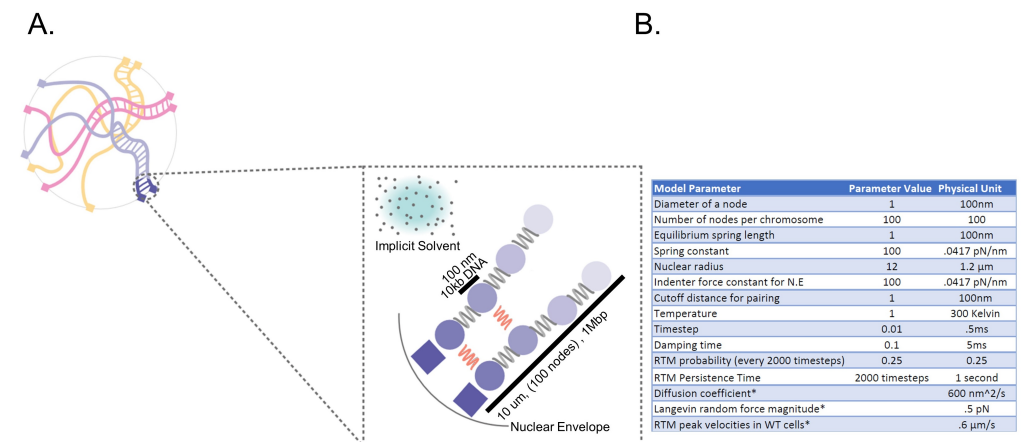 A.
B.
Implicit Solvent
100 nm
10kb DNA
10 um, (100 nodes) , 1Mbp
Nuclear Envelope
Model Parameter Parameter Value Physical Unit
Diameter of a node 1 100nm
Number of nodes per chromosome 100 100
Equilibrium spring length 1 100nm
Spring constant 100 .0417 pN/nm
Nuclear radius 12 1.2 μm
Indenter force constant for N.E 100 .0417 pN/nm
Cutoff distance for pairing 1 100nm
Temperature 1 300 Kelvin
Timestep 0.01 .5ms
Damping time 0.1 5ms
RTM probability (every 2000 timesteps) 0.25 0.25
RTM Persistence Time 2000 timesteps 1 second
Diffusion coefficient* 600 nm^2/s
Langevin random force magnitude* .5 pN
RTM peak velocities in WT cells* .6 μm/s